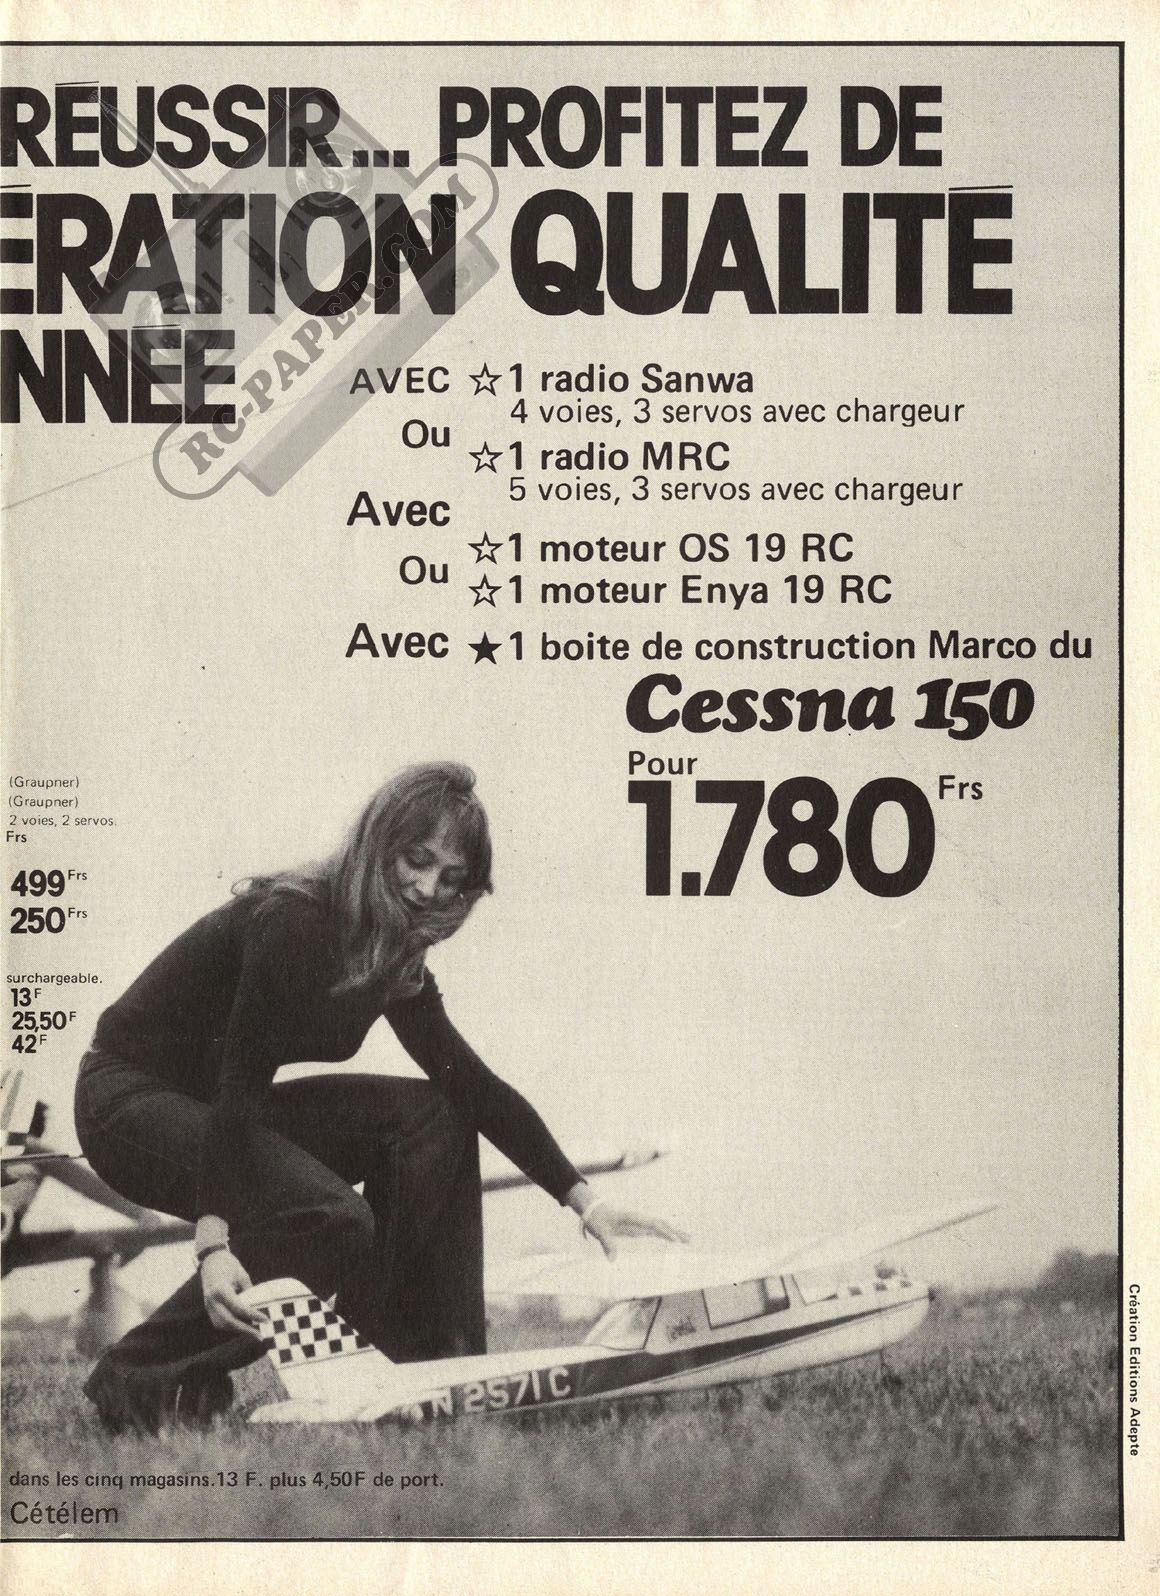 RÉUSSIR... PROFITEZ DE
ÉRATION QUALITÉ
NNÉE
RC-PAPER.COM
AVEC ☆1 radio Sanwa
4 voies, 3 servos avec chargeur
Ou
☆1 radio MRC
5 voies, 3 servos avec chargeur
Avec
☆1 moteur OS 19 RC
Ou
☆1 moteur Enya 19 RC
Avec ★1 boite de construction Marco du
Cessna 150
Pour
1.780 Frs
(Graupner)
(Graupner)
2 voies, 2 servos.
Frs
499 Frs
250 Frs
surchargeable.
13 F
25,50 F
42 F
N 2571C
dans les cinq magasins.13 F. plus 4,50F de port.
Cétélem
Création Editions Adepte